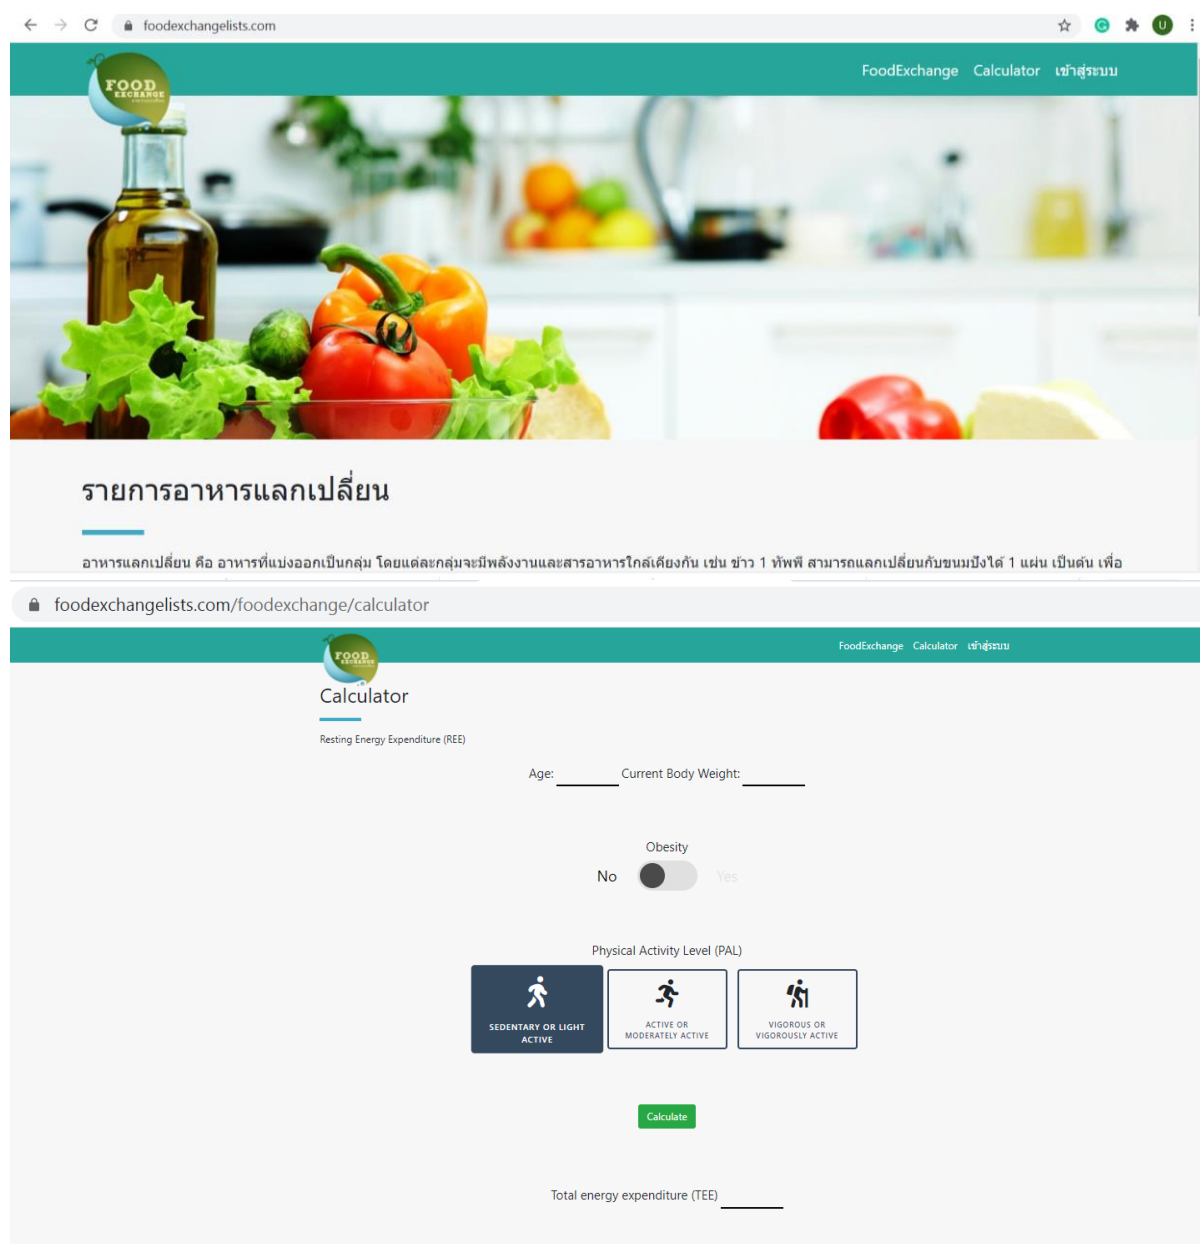 foodexchangelists.com
U
FOOD
EXCHANGE
FoodExchange Calculator เข้าสู่ระบบ
รายการอาหารแลกเปลี่ยน
อาหารแลกเปลี่ยน คือ อาหารที่แบ่งออกเป็นกลุ่ม โดยแต่ละกลุ่มจะมีพลังงานและสารอาหารใกล้เคียงกัน เช่น ข้าว 1 ทัพพี สามารถแลกเปลี่ยนกับขนมปังได้ 1 แผ่น เป็นต้น เพื่อ
foodexchangelists.com/foodexchange/calculator
FOOD
EXCHANGE
FoodExchange Calculator เข้าสู่ระบบ
Calculator
Resting Energy Expenditure (REE)
Age: Current Body Weight:
Obesity
No Yes
Physical Activity Level (PAL)
SEDENTARY OR LIGHT
ACTIVE
ACTIVE OR
MODERATELY ACTIVE
VIGOROUS OR
VIGOROUSLY ACTIVE
Calculate
Total energy expenditure (TEE)